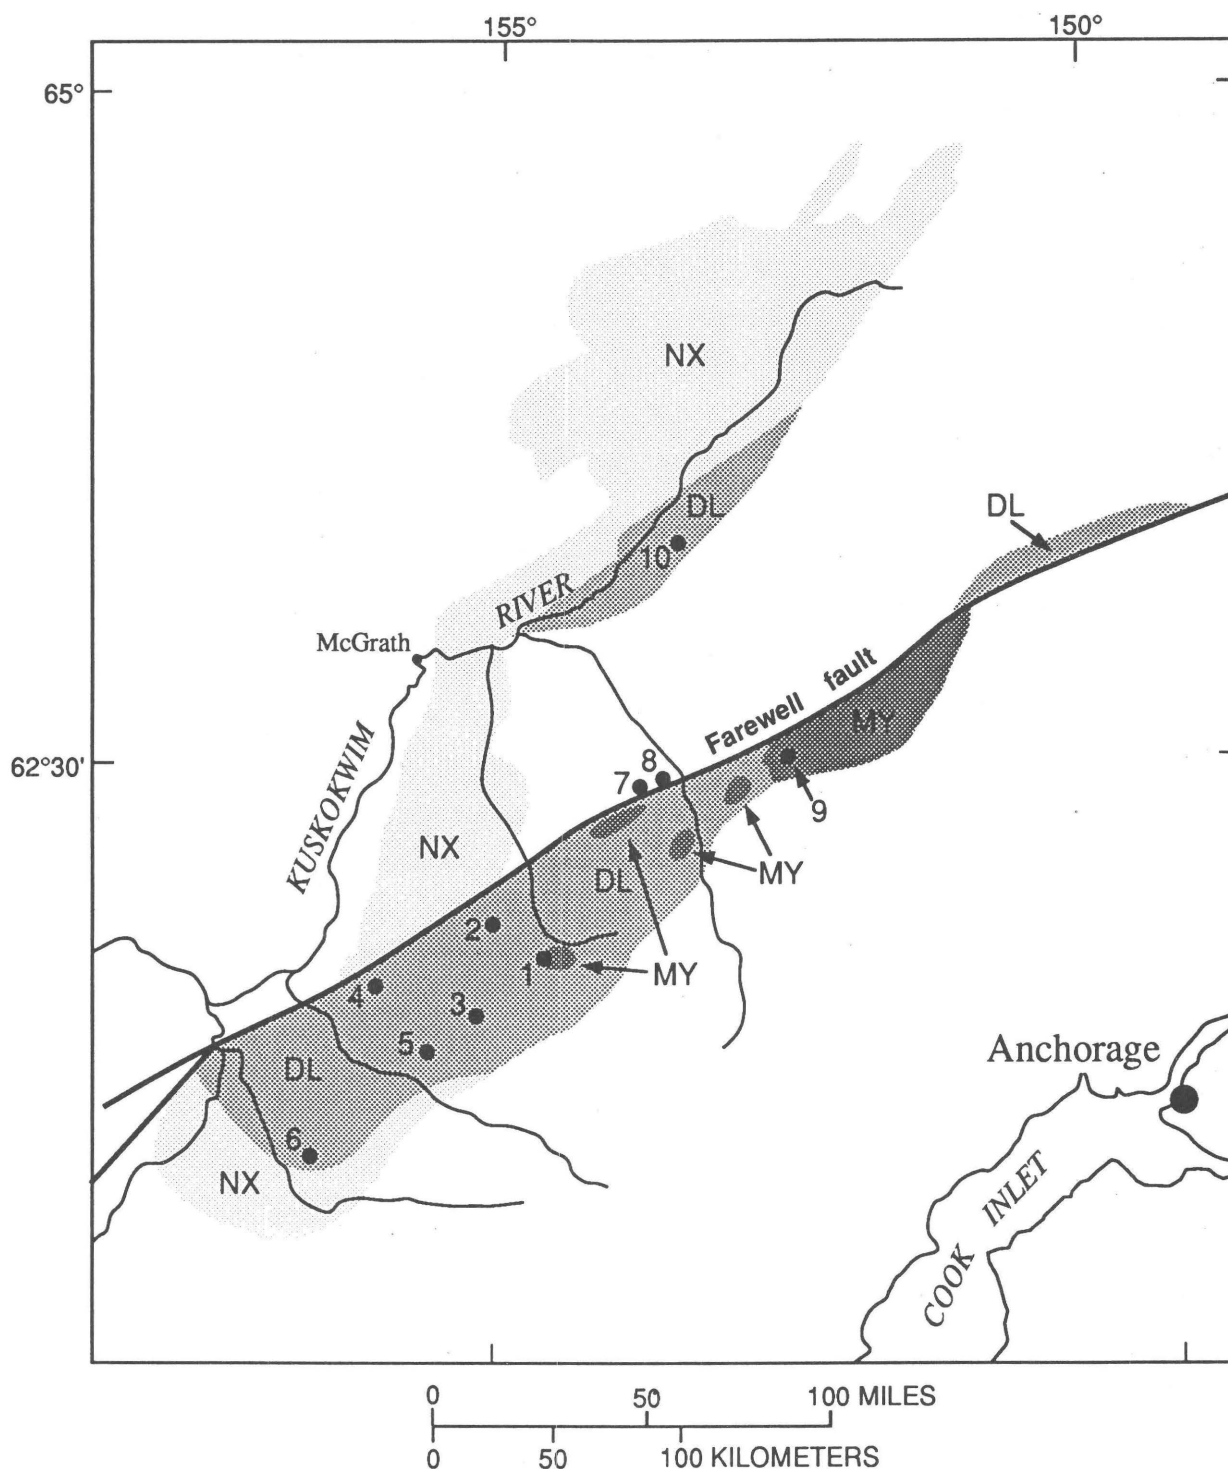 155°
150°
65°
NX
DL
DL
10
RIVER
McGrath
KUSKOKWIM
Farewell fault
MY
62°30'
8
7
9
NX
DL
MY
2
1
MY
4
3
5
Anchorage
DL
6
NX
COOK INLET
0 50 100 MILES
0 50 100 KILOMETERS